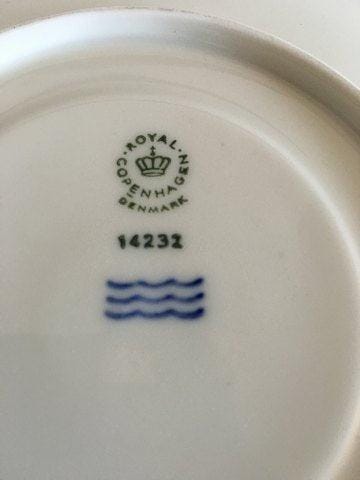 ROYAL
COPENHAGEN
DENMARK
14232